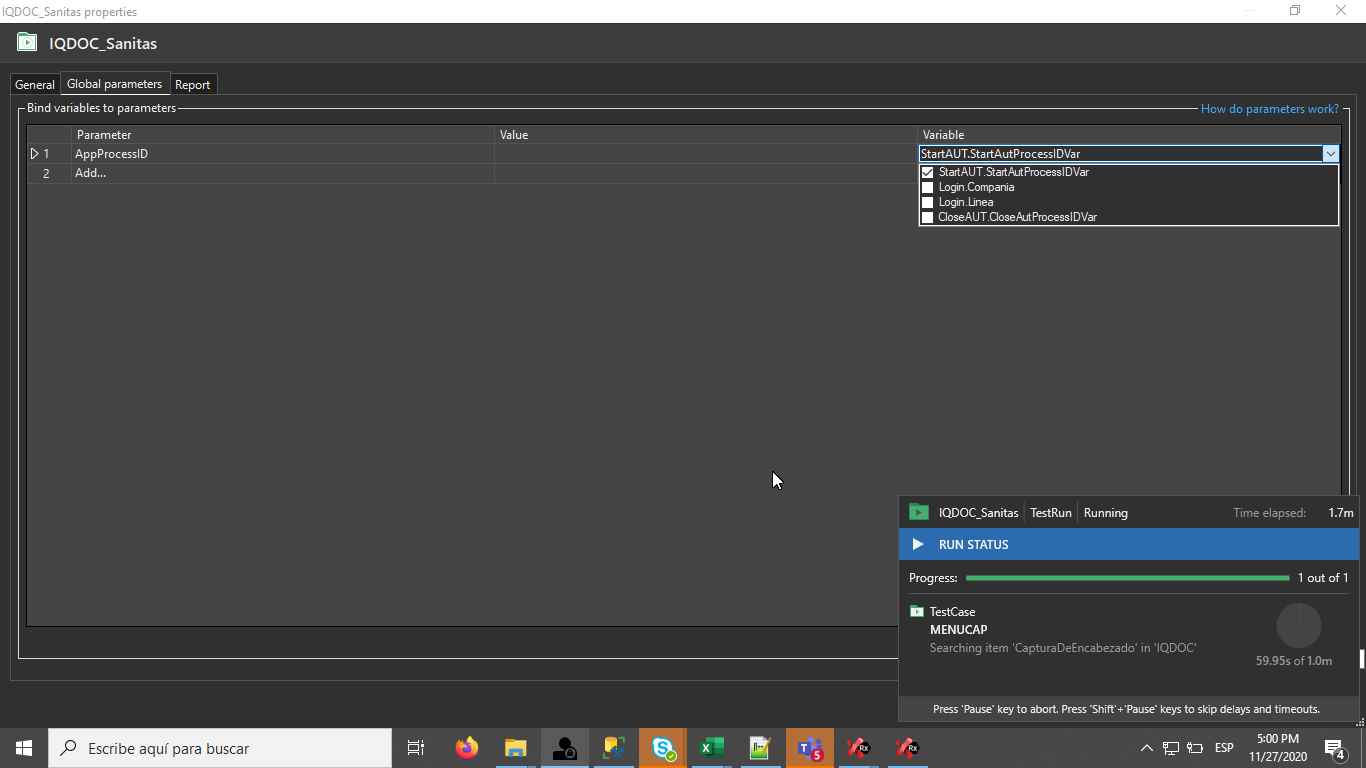 IQDOC_Sanitas properties
IQDOC_Sanitas
General Global parameters Report
Bind variables to parameters How do parameters work?
Parameter Value Variable
1 AppProcessID StartAUT.StartAutProcessIDVar
2 Add...
StartAUT.StartAutProcessIDVar
Login.Compania
Login.Linea
CloseAUT.CloseAutProcessIDVar
IQDOC_Sanitas TestRun Running Time elapsed: 1.7m
RUN STATUS
Progress: 1 out of 1
TestCase
MENUCAP
Searching item 'CapturaDeEncabezado' in 'IQDOC'
59.95s of 1.0m
Press 'Pause' key to abort. Press 'Shift'+'Pause' keys to skip delays and timeouts.
Escribe aquí para buscar
5
Rx
Rx
ESP
5:00 PM
11/27/2020
4